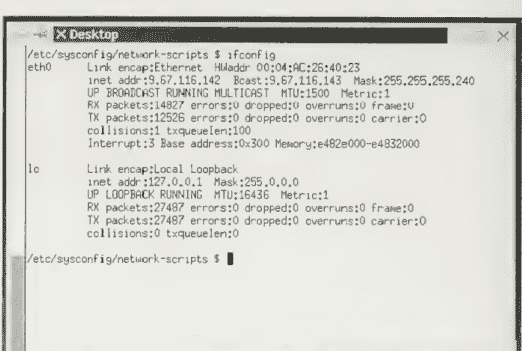 X Desktop
/etc/sysconfig/network-scripts $ ifconfig
eth0 Link encap:Ethernet HWaddr 00:04:AC:26:40:23
inet addr:9.67.116.142 Bcast:9.67.116.143 Mask:255.255.255.240
UP BROADCAST RUNNING MULTICAST MTU:1500 Metric:1
RX packets:14827 errors:0 dropped:0 overruns:0 frame:0
TX packets:12526 errors:0 dropped:0 overruns:0 carrier:0
collisions:1 txqueuelen:100
Interrupt:3 Base address:0x300 Memory:e482e000-e4832000
lo Link encap:Local Loopback
inet addr:127.0.0.1 Mask:255.0.0.0
UP LOOPBACK RUNNING MTU:16436 Metric:1
RX packets:27487 errors:0 dropped:0 overruns:0 frame:0
TX packets:27487 errors:0 dropped:0 overruns:0 carrier:0
collisions:0 txqueuelen:0
/etc/sysconfig/network-scripts $